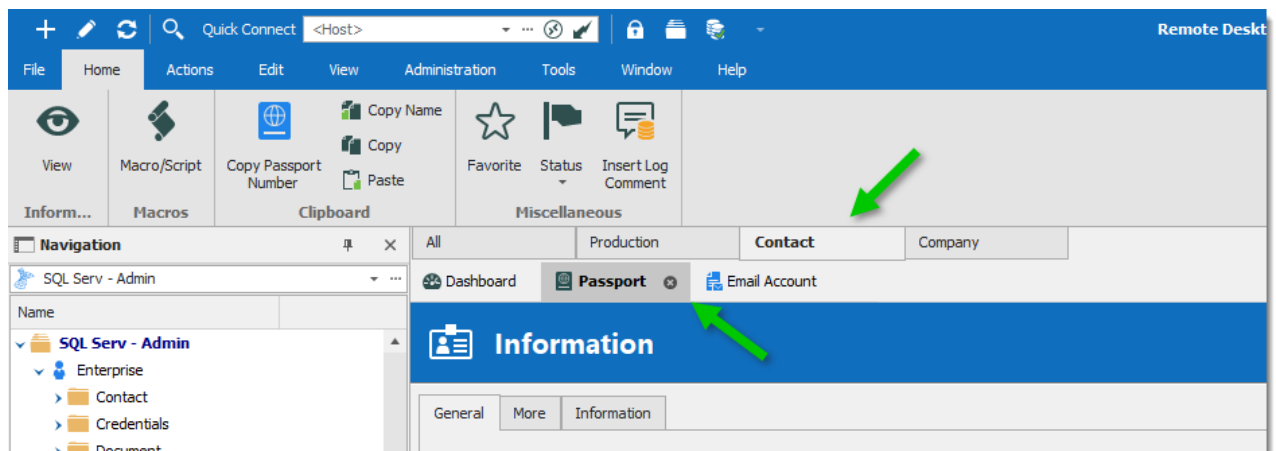 Quick Connect <Host>
Remote Deskt
File Home Actions Edit View Administration Tools Window Help
View
Macro/Script
Copy Passport
Number
Copy Name
Copy
Paste
Favorite
Status
Insert Log
Comment
Inform... Macros Clipboard Miscellaneous
Navigation
SQL Serv - Admin
Name
SQL Serv - Admin
Enterprise
Contact
Credentials
Document
All Production Contact Company
Dashboard Passport Email Account
Information
General More Information